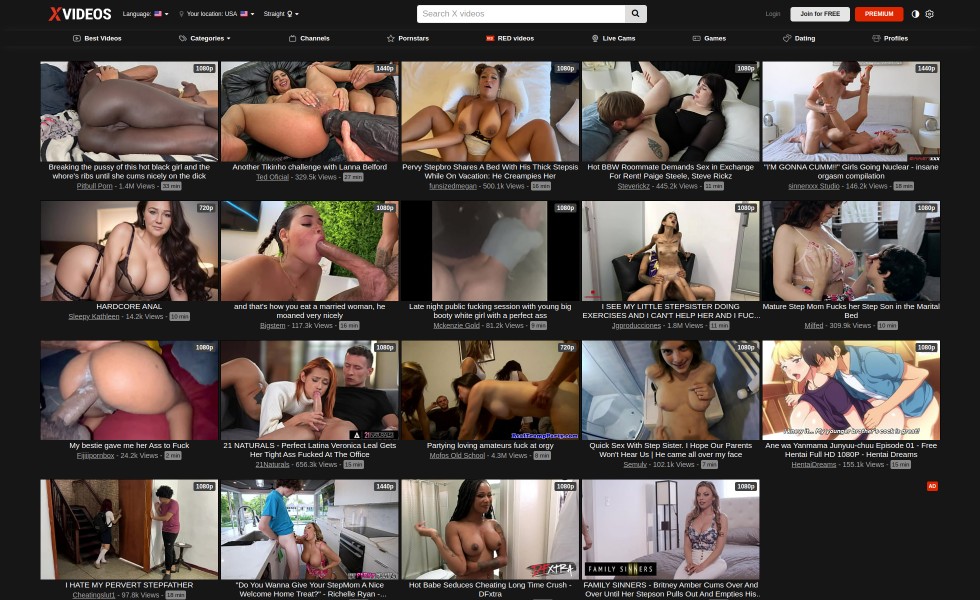 XVIDEOS
Language:
Your location: USA
Straight
Search X videos
Login
Join for FREE
PREMIUM
Best Videos
Categories
Channels
Pornstars
RED videos
Live Cams
Games
Dating
Profiles
1080p
Breaking the pussy of this hot black girl and the
whore's ribs until she cums nicely on the dick
Pitbull Porn - 1.4M Views - 33 min
1440p
Another Tikinho challenge with Lanna Belford
Ted Oficial - 329.5k Views - 27 min
1080p
Pervy Stepbro Shares A Bed With His Thick Stepsis
While On Vacation: He Creampies Her
funsizedmegan - 500.1k Views - 16 min
1080p
Hot BBW Roommate Demands Sex in Exchange
For Rent! Paige Steele, Steve Rickz
Steverickz - 445.2k Views - 11 min
1440p
"I'M GONNA CUMM!" Girls Going Nuclear - insane
orgasm compilation
sinnerxxx Studio - 146.2k Views - 18 min
720p
HARDCORE ANAL
Sleepy Kathleen - 14.2k Views - 10 min
1080p
and that's how you eat a married woman, he
moaned very nicely
Bigstem - 117.3k Views - 16 min
1080p
Late night public fucking session with young big
booty white girl with a perfect ass
Mckenzie Gold - 81.2k Views - 9 min
1080p
I SEE MY LITTLE STEPSISTER DOING
EXERCISES AND I CAN'T HELP HER AND I FUC...
Jgproducciones - 1.8M Views - 11 min
1080p
Mature Step Mom Fucks her Step Son in the Marital
Bed
Milfed - 309.9k Views - 10 min
1080p
My bestie gave me her Ass to Fuck
Fijiiipornbox - 24.2k Views - 2 min
1080p
21 NATURALS - Perfect Latina Veronica Leal Gets
Her Tight Ass Fucked At The Office
21Naturals - 656.3k Views - 15 min
720p
Partying loving amateurs fuck at orgy
Mofos Old School - 4.3M Views - 8 min
1080p
Quick Sex With Step Sister. I Hope Our Parents
Won't Hear Us | He came all over my face
Semuly - 102.1k Views - 7 min
1080p
Ane wa Yanmama Junyuu-chuu Episode 01 - Free
Hentai Full HD 1080P - Hentai Dreams
HentaiDreams - 155.1k Views - 15 min
1080p
I HATE MY PERVERT STEPFATHER
Cheatingslut1 - 97.8k Views - 18 min
1440p
"Do You Wanna Give Your StepMom A Nice
Welcome Home Treat?" - Richelle Ryan -...
1080p
Hot Babe Seduces Cheating Long Time Crush -
DFxtra
1080p
FAMILY SINNERS
FAMILY SINNERS - Britney Amber Cums Over And
Over Until Her Stepson Pulls Out And Empties His...
AD